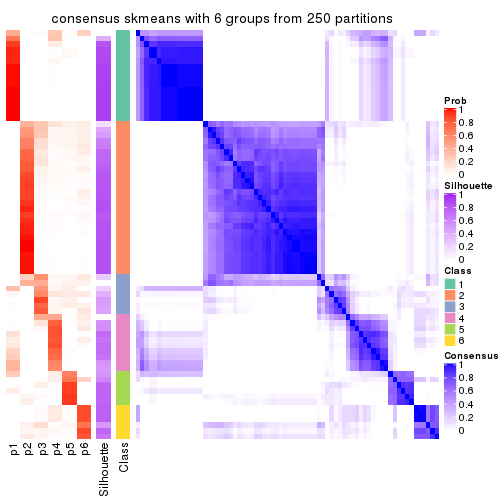 consensus skmeans with 6 groups from 250 partitions
Prob
1
0.8
0.6
0.4
0.2
0
Silhouette
1
0.8
0.6
0.4
0.2
0
Class
1
2
3
4
5
6
Consensus
1
0.8
0.6
0.4
0.2
0
p1
p2
p3
p4
p5
p6
Silhouette
Class